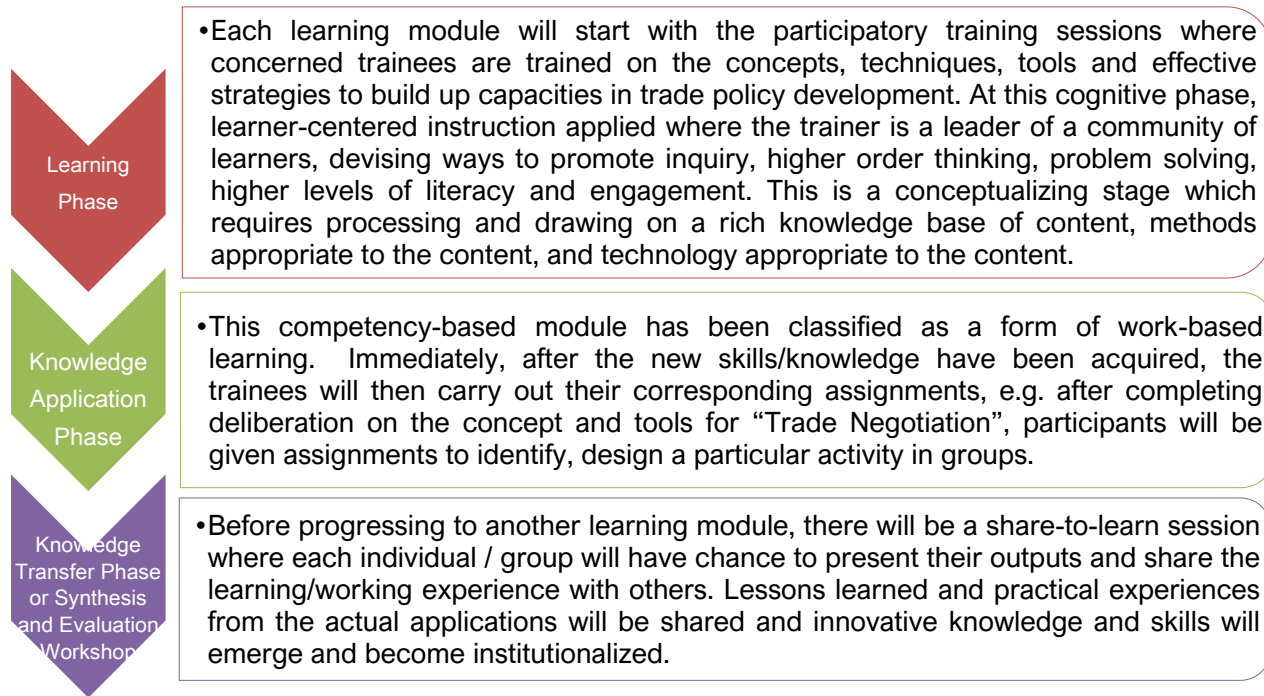 Learning
Phase
•Each learning module will start with the participatory training sessions where
concerned trainees are trained on the concepts, techniques, tools and effective
strategies to build up capacities in trade policy development. At this cognitive phase,
learner-centered instruction applied where the trainer is a leader of a community of
learners, devising ways to promote inquiry, higher order thinking, problem solving,
higher levels of literacy and engagement. This is a conceptualizing stage which
requires processing and drawing on a rich knowledge base of content, methods
appropriate to the content, and technology appropriate to the content.
Knowledge
Application
Phase
•This competency-based module has been classified as a form of work-based
learning. Immediately, after the new skills/knowledge have been acquired, the
trainees will then carry out their corresponding assignments, e.g. after completing
deliberation on the concept and tools for “Trade Negotiation”, participants will be
given assignments to identify, design a particular activity in groups.
Knowledge
Transfer Phase
or Synthesis
and Evaluation
Workshop
•Before progressing to another learning module, there will be a share-to-learn session
where each individual / group will have chance to present their outputs and share the
learning/working experience with others. Lessons learned and practical experiences
from the actual applications will be shared and innovative knowledge and skills will
emerge and become institutionalized.